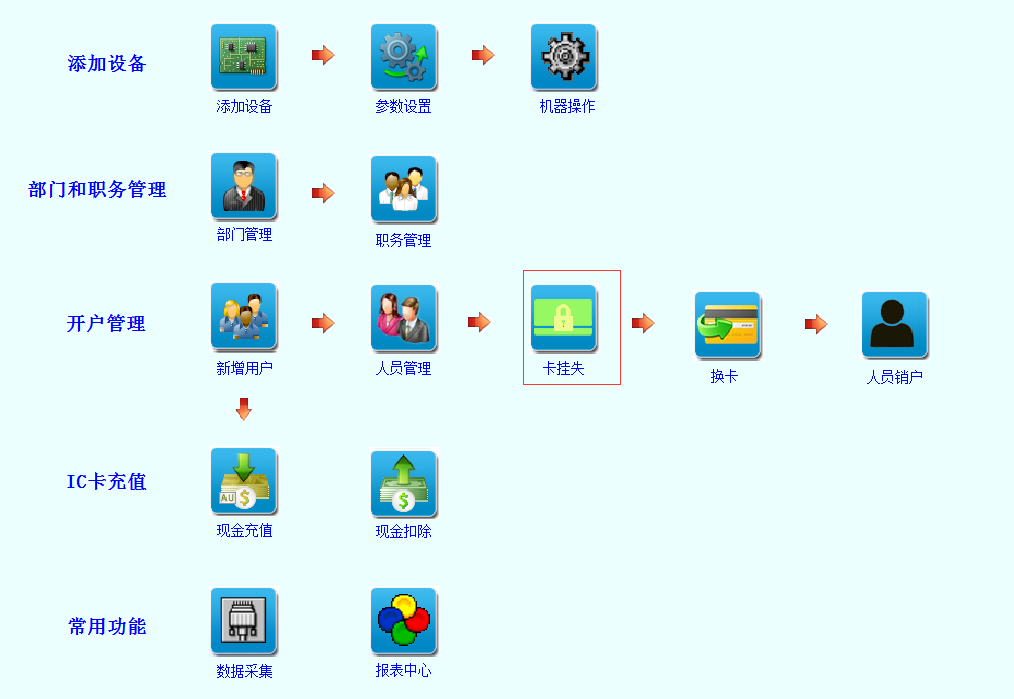 添加设备
添加设备
参数设置
机器操作
部门和职务管理
部门管理
职务管理
开户管理
新增用户
人员管理
卡挂失
换卡
人员销户
IC卡充值
AU
现金充值
现金扣除
常用功能
数据采集
报表中心